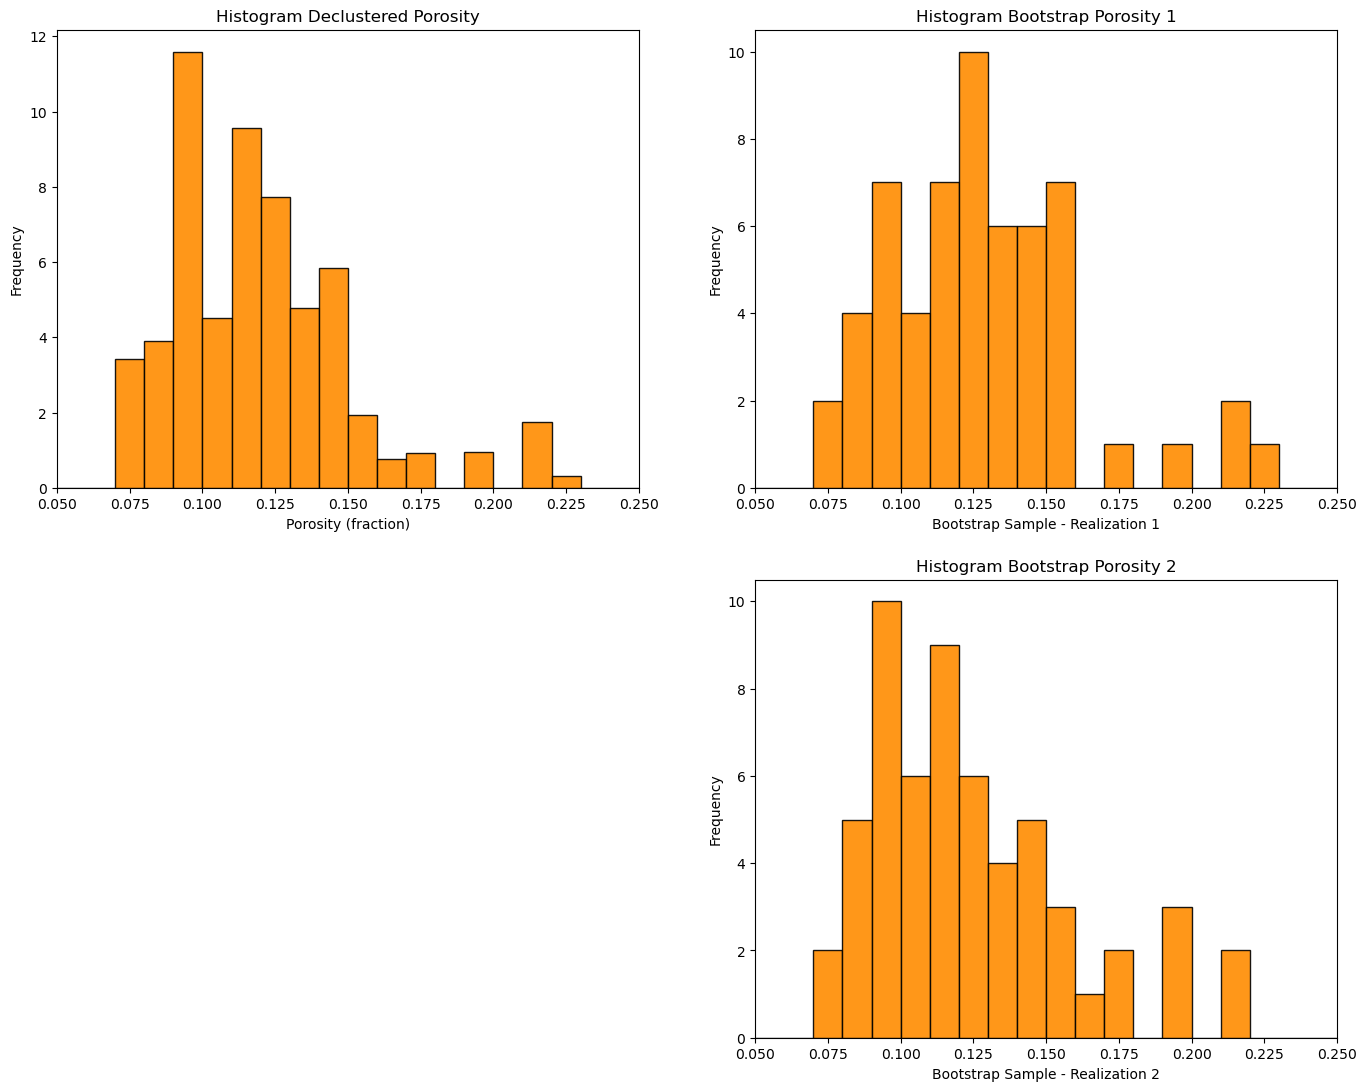 Histogram Declustered Porosity
12
10
8
6
4
2
0
Frequency
0.050 0.075 0.100 0.125 0.150 0.175 0.200 0.225 0.250
Porosity (fraction)
Histogram Bootstrap Porosity 1
10
8
6
4
2
0
Frequency
0.050 0.075 0.100 0.125 0.150 0.175 0.200 0.225 0.250
Bootstrap Sample - Realization 1
Histogram Bootstrap Porosity 2
10
8
6
4
2
0
Frequency
0.050 0.075 0.100 0.125 0.150 0.175 0.200 0.225 0.250
Bootstrap Sample - Realization 2